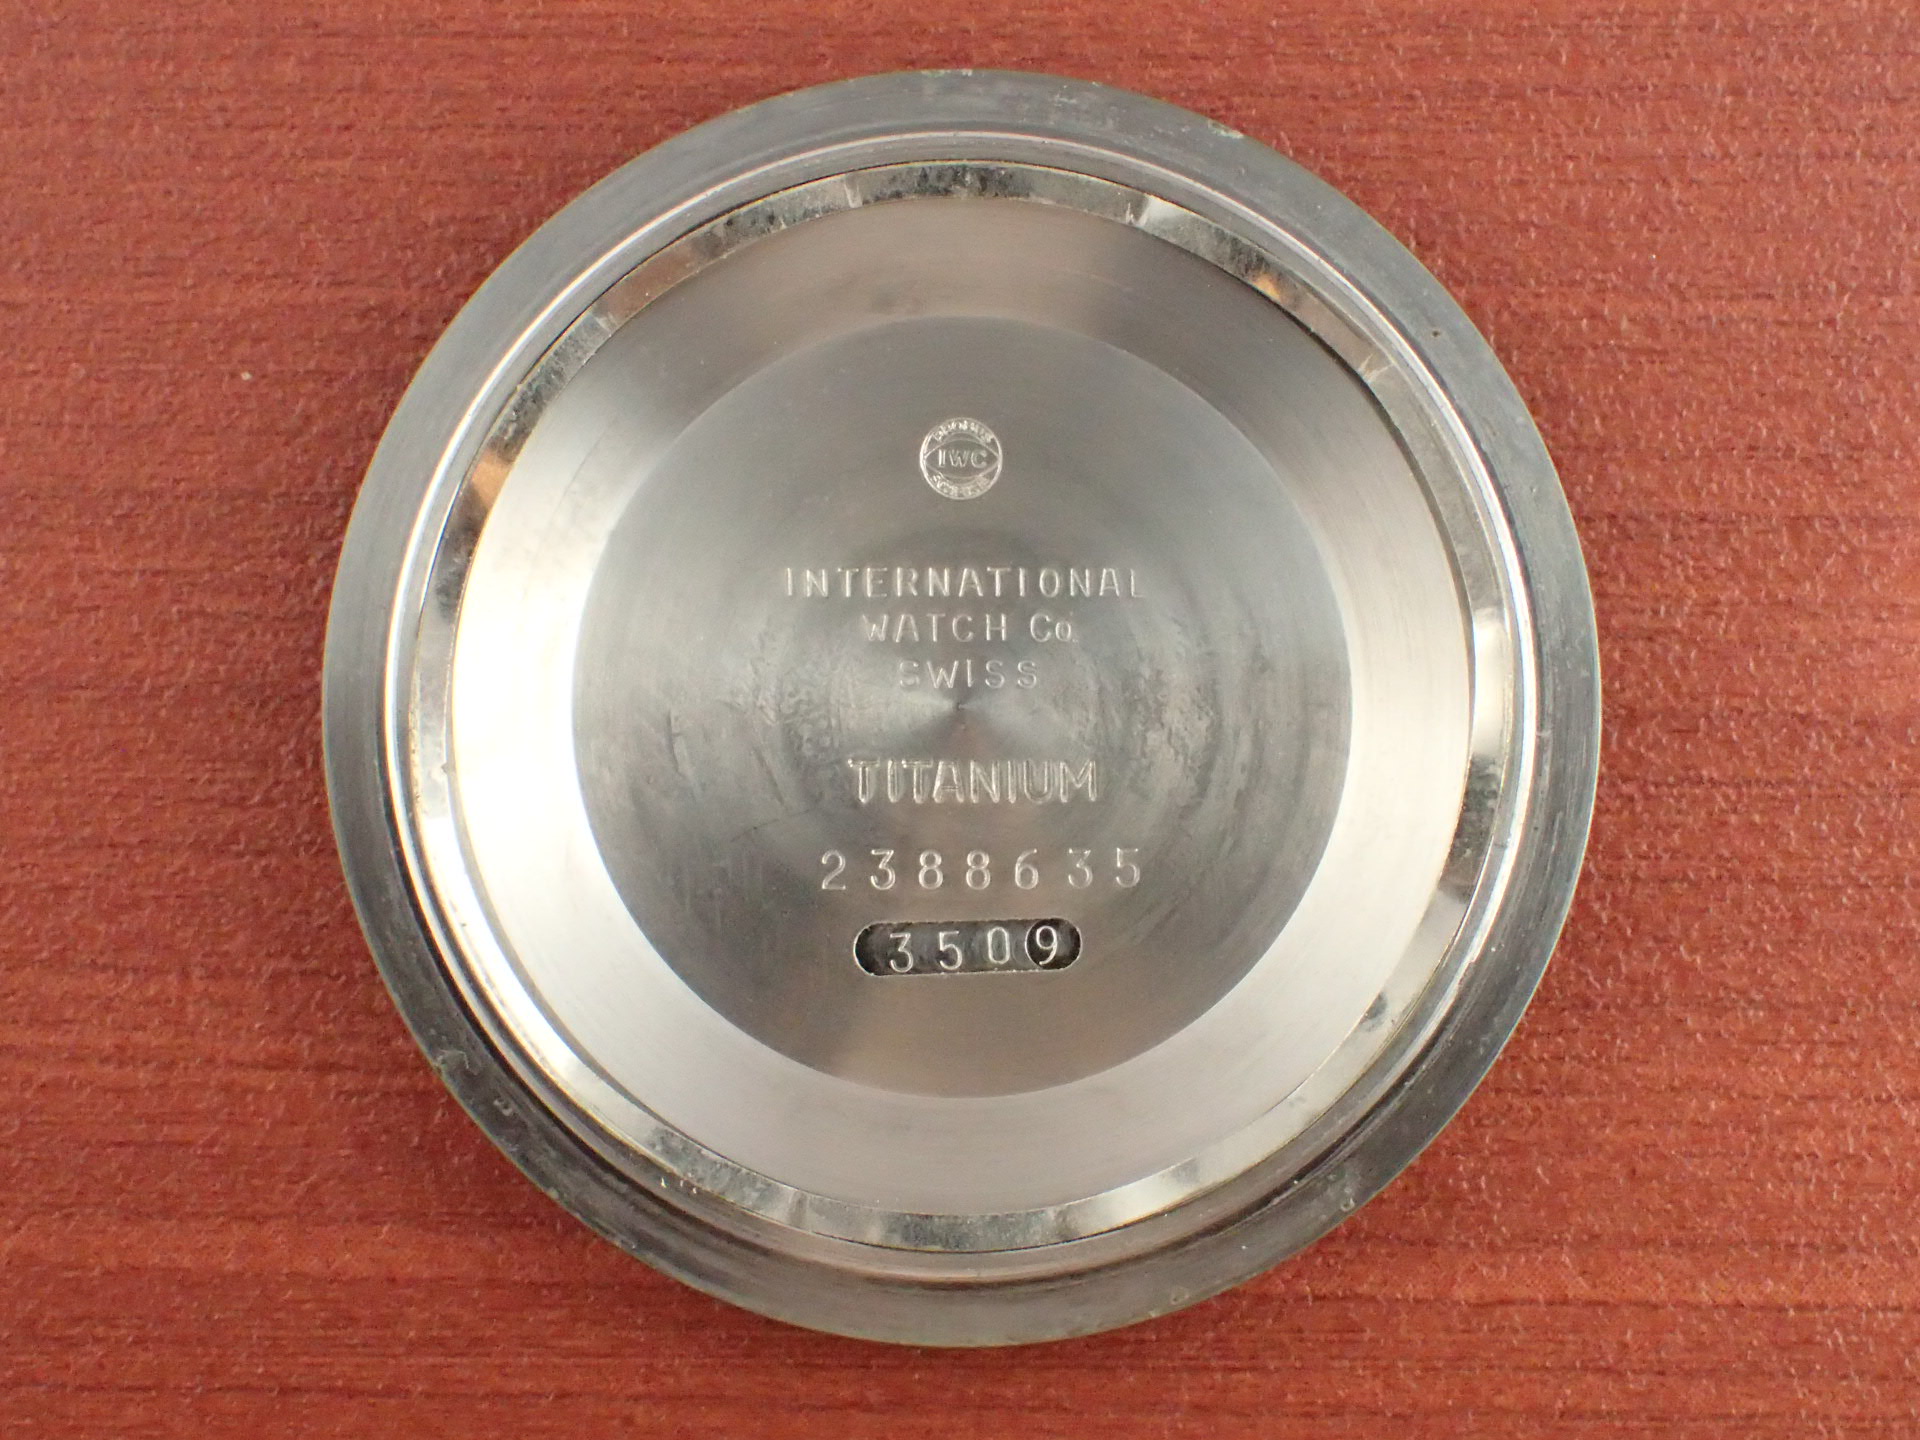 IWC
INTERNATIONAL
WATCH Co
SWISS
TITANIUM
2388635
3509